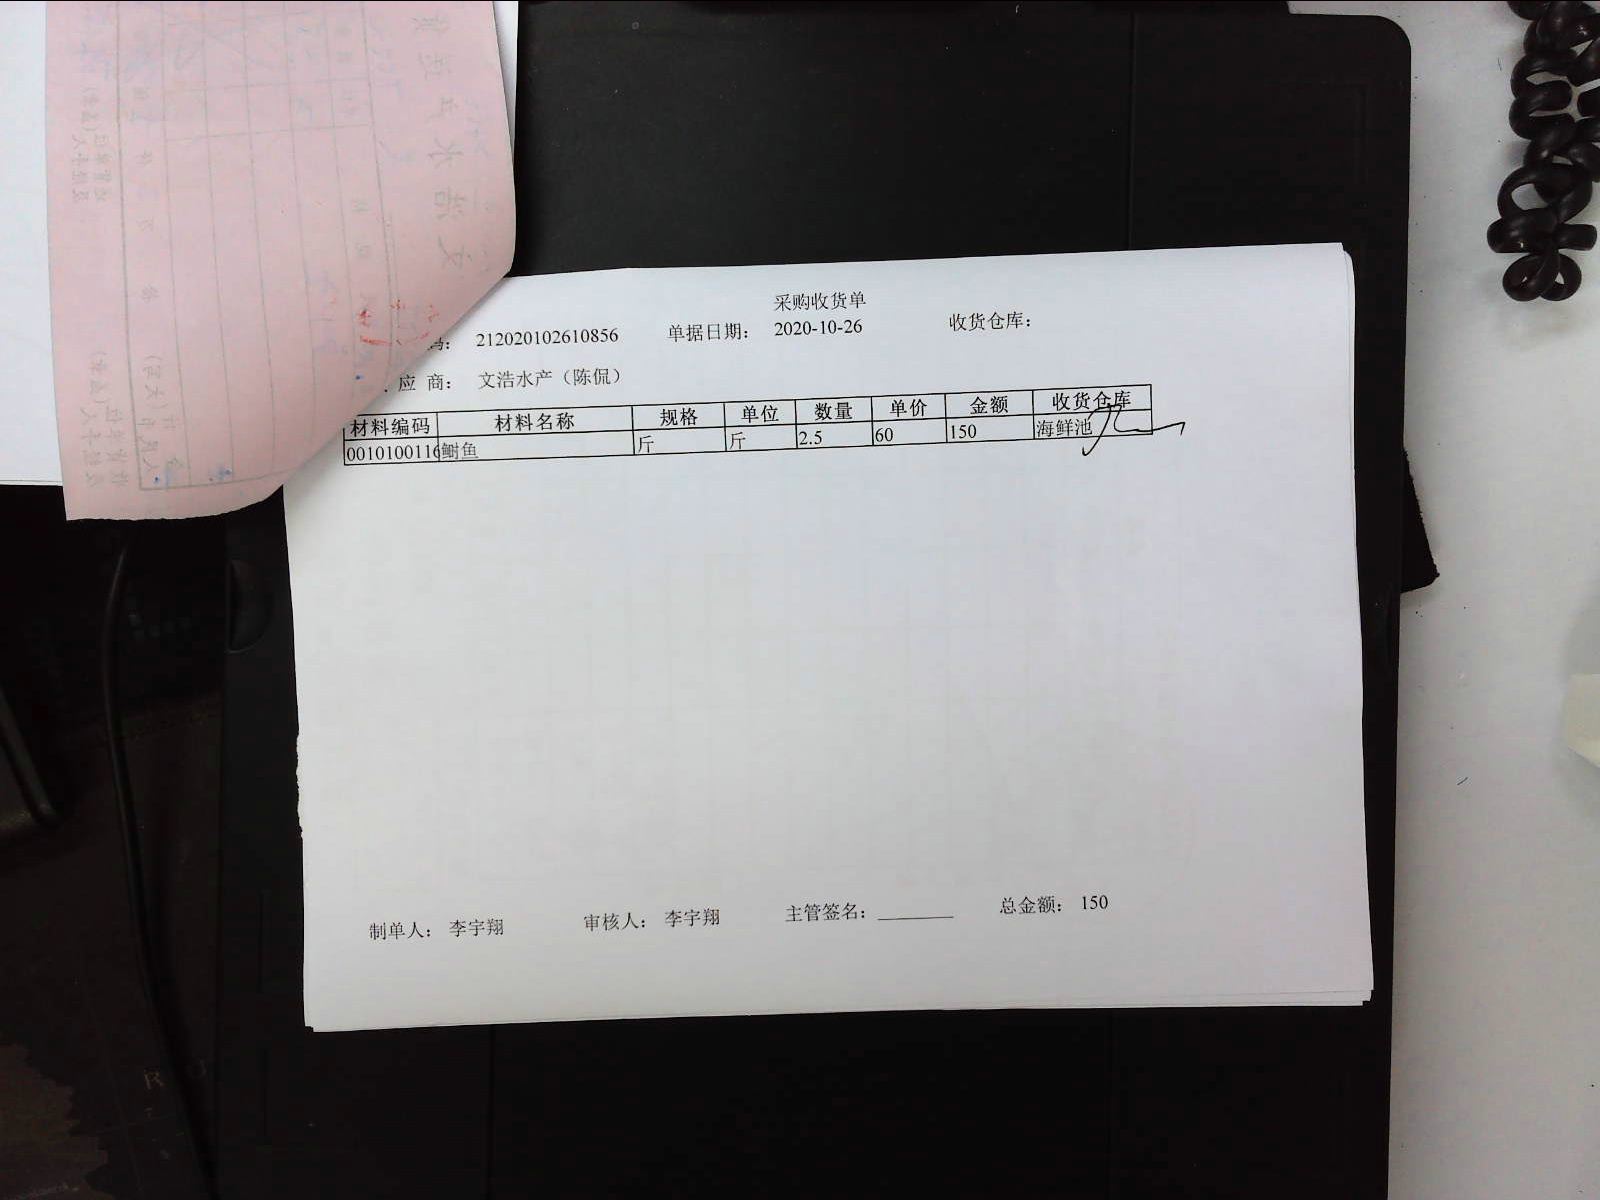 采购收货单
码： 212020102610856 单据日期： 2020-10-26 收货仓库：
应 商： 文浩水产（陈侃）
材料编码 材料名称 规格 单位 数量 单价 金额 收货仓库
0010100116 鲥鱼 斤 斤 2.5 60 150 海鲜池
制单人： 李宇翔 审核人： 李宇翔 主管签名： 总金额： 150